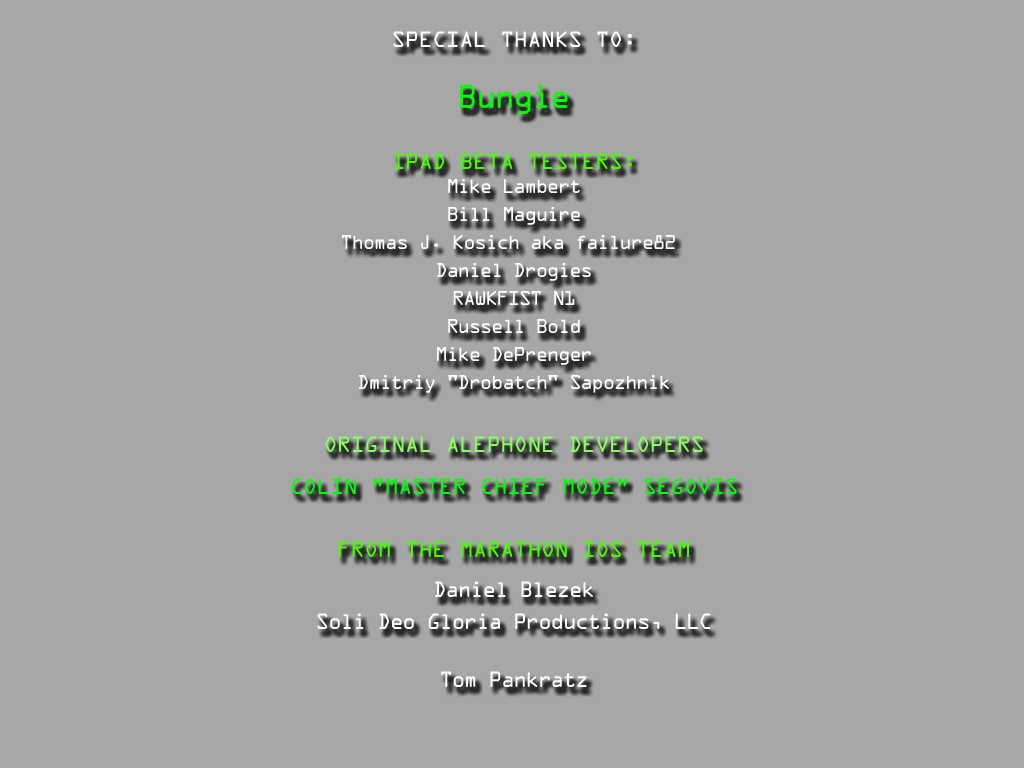 SPECIAL THANKS TO:
Bungie
IPAD BETA TESTERS:
Mike Lambert
Bill Maguire
Thomas J. Kosich aka failure82
Daniel Drogies
RAWKFIST N1
Russell Bold
Mike DePrenger
Dmitriy "Drobatch" Sapozhnik
ORIGINAL ALEPHONE DEVELOPERS
COLIN "MASTER CHIEF MODE" SEGOVIS
FROM THE MARATHON IOS TEAM
Daniel Blezek
Soli Deo Gloria Productions, LLC
Tom Pankratz